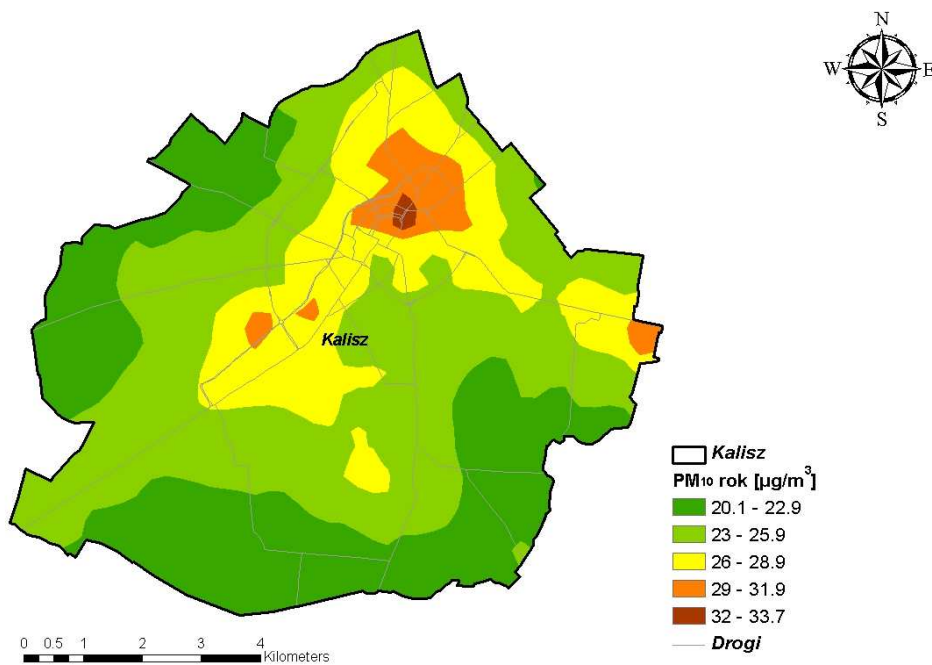 N
W E
S
Kalisz
Kalisz
PM10 rok [µg/m³]
20.1 - 22.9
23 - 25.9
26 - 28.9
29 - 31.9
32 - 33.7
Drogi
0 0.5 1 2 3 4
Kilometers